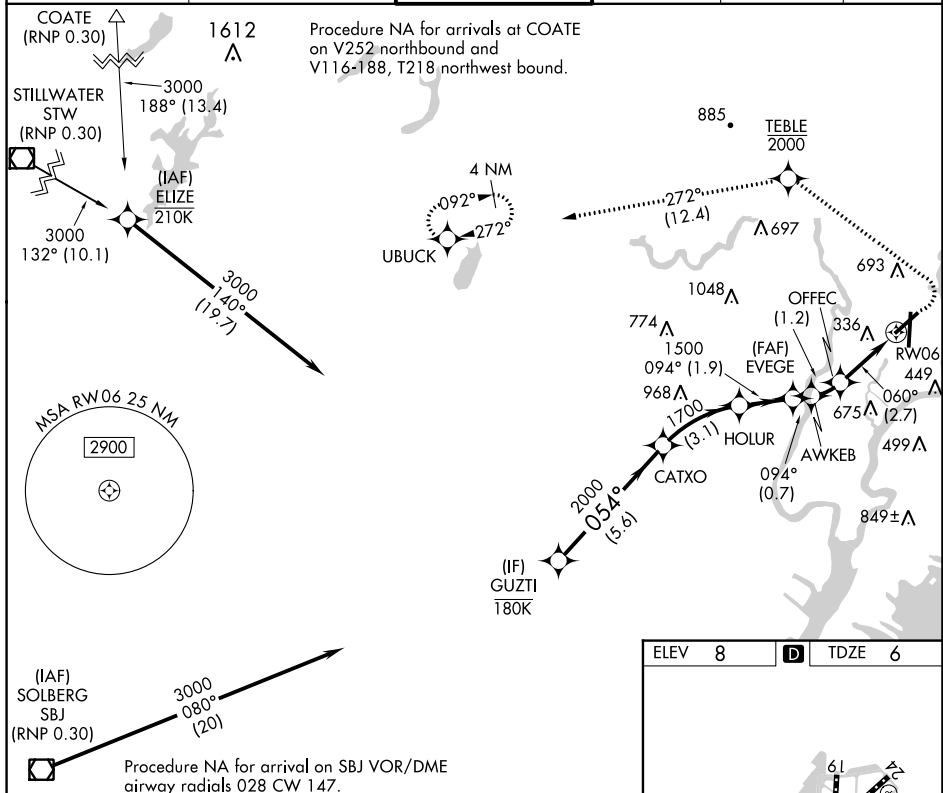 COATE
(RNP 0.30)
1612
Procedure NA for arrivals at COATE
on V252 northbound and
V116-188, T218 northwest bound.
3000
188° (13.4)
STILLWATER
STW
(RNP 0.30)
(IAF)
ELIZE
210K
3000
132° (10.1)
3000
140°
(19.7)
4 NM
092°
272°
UBUCK
885
TEBLE
2000
272°
(12.4)
697
693
1048
OFFEC
(1.2)
336
774
1500
094° (1.9)
(FAF)
EVEGE
RW06
449
968
060°
(2.7)
675
1700
(3.1)
HOLUR
AWKEB
499
CATXO
094°
(0.7)
849±
2000
054°
(5.6)
(IF)
GUZTI
180K
MSA RW06 25 NM
2900
(IAF)
SOLBERG
SBJ
(RNP 0.30)
3000
080°
(20)
Procedure NA for arrival on SBJ VOR/DME
airway radials 028 CW 147.
ELEV 8 D TDZE 6
19
24